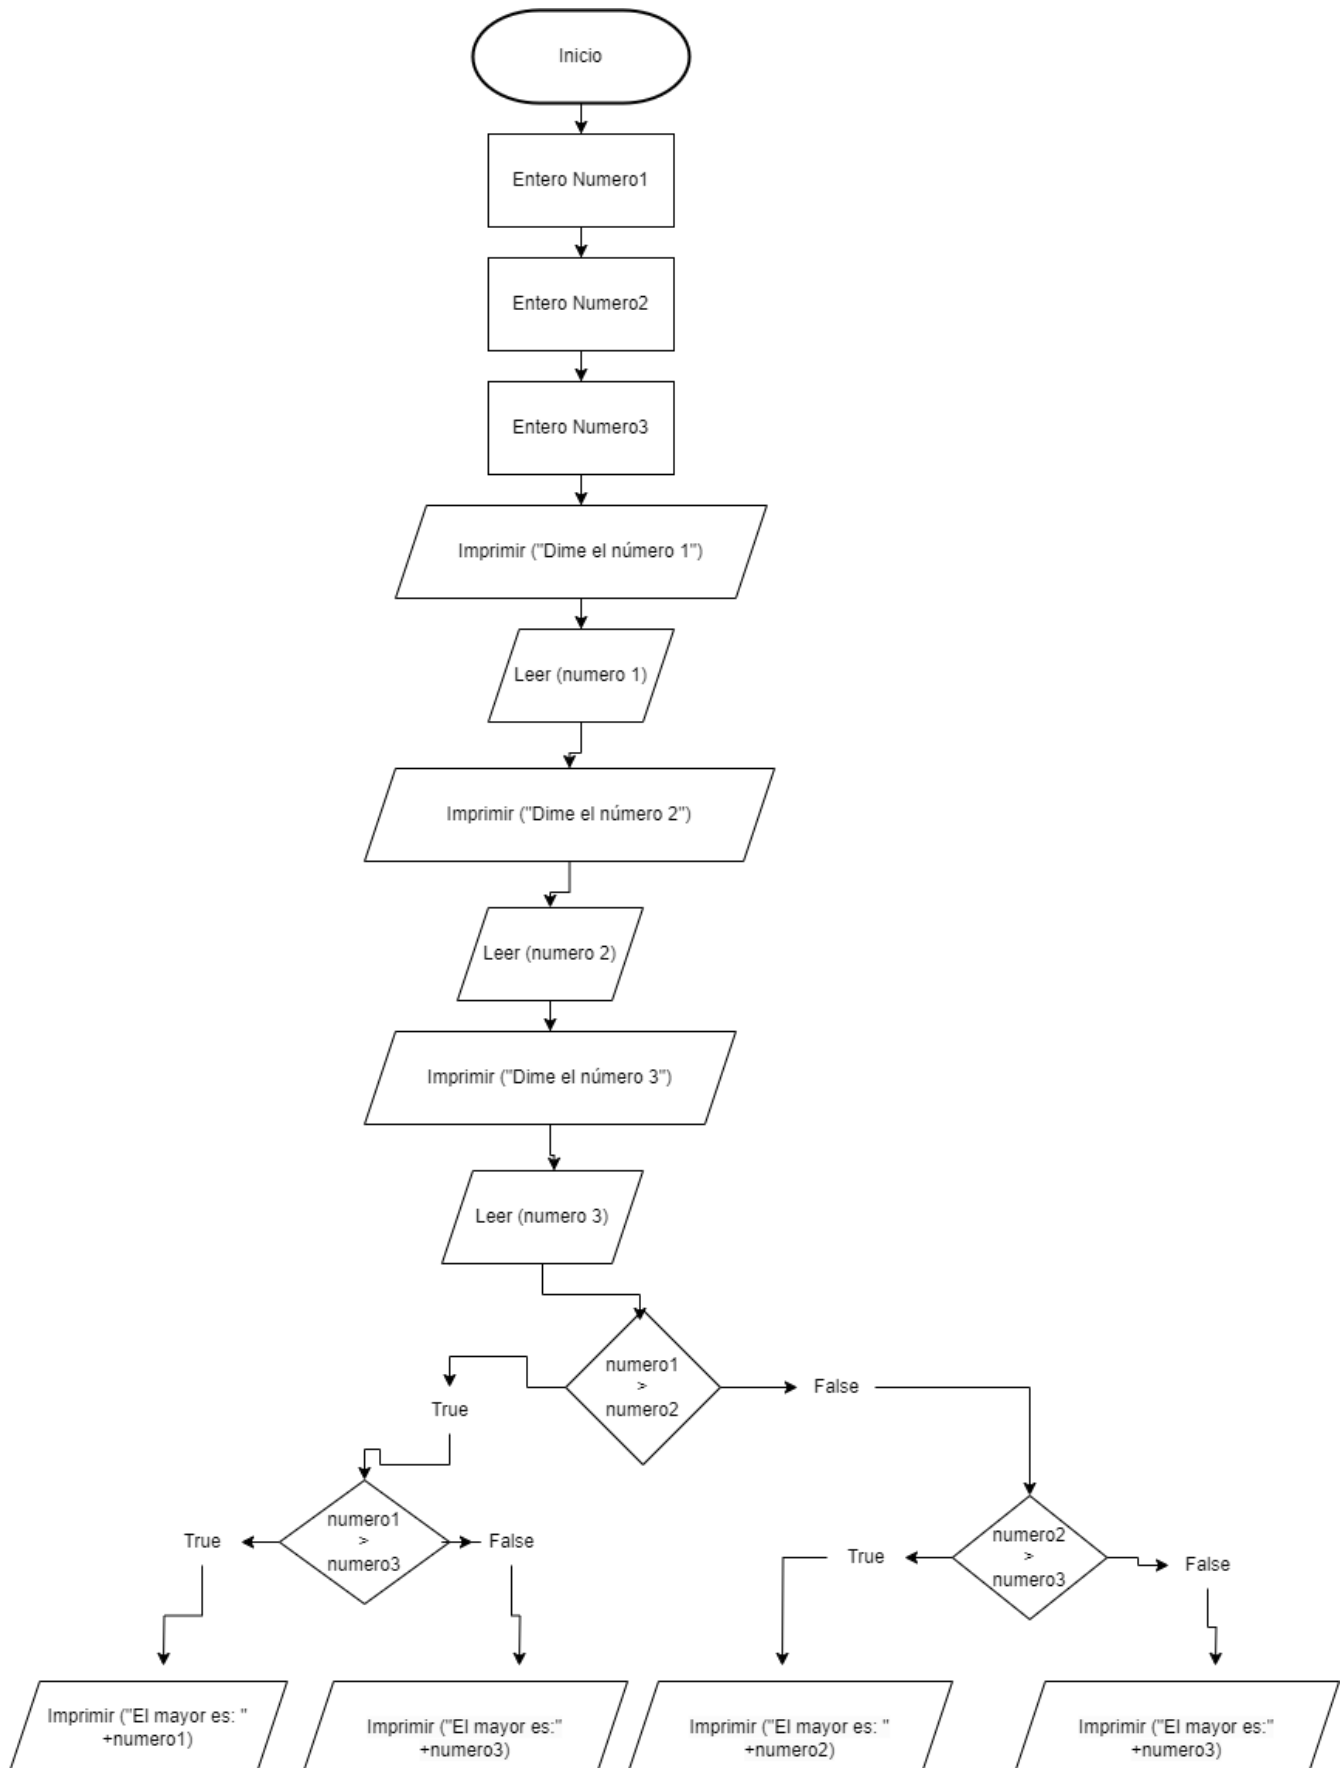 Inicio
Entero Numero1
Entero Numero2
Entero Numero3
Imprimir ("Dime el número 1")
Leer (numero 1)
Imprimir ("Dime el número 2")
Leer (numero 2)
Imprimir ("Dime el número 3")
Leer (numero 3)
numero1
>
numero2
False
True
numero1
>
numero3
True
False
numero2
>
numero3
True
False
Imprimir ("El mayor es: "
+numero1)
Imprimir ("El mayor es:"
+numero3)
Imprimir ("El mayor es: "
+numero2)
Imprimir ("El mayor es:"
+numero3)